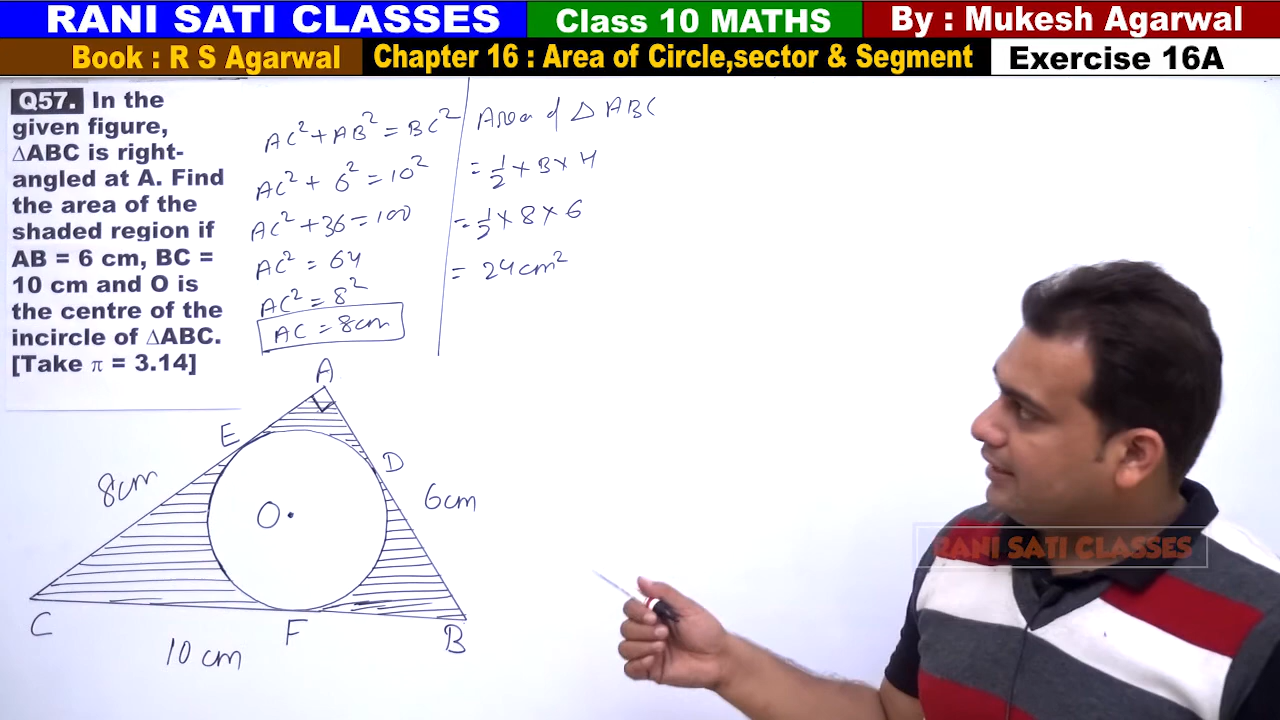 RANI SATI CLASSES
Class 10 MATHS
By : Mukesh Agarwal
Book : R S Agarwal
Chapter 16 : Area of Circle,sector & Segment
Exercise 16A
Q57. In the
given figure,
∆ABC is right-
angled at A. Find
the area of the
shaded region if
AB = 6 cm, BC =
10 cm and O is
the centre of the
incircle of ∆ABC.
[Take π = 3.14]
AC² + AB² = BC²
AC² + 6² = 10²
AC² + 36 = 100
AC² = 64
AC² = 8²
AC = 8cm
Area of △ ABC
= ½ × B × H
= ½ × 8 × 6
= 24cm²
A
E
D
8cm
6cm
O
C
F
B
10 cm
RANI SATI CLASSES